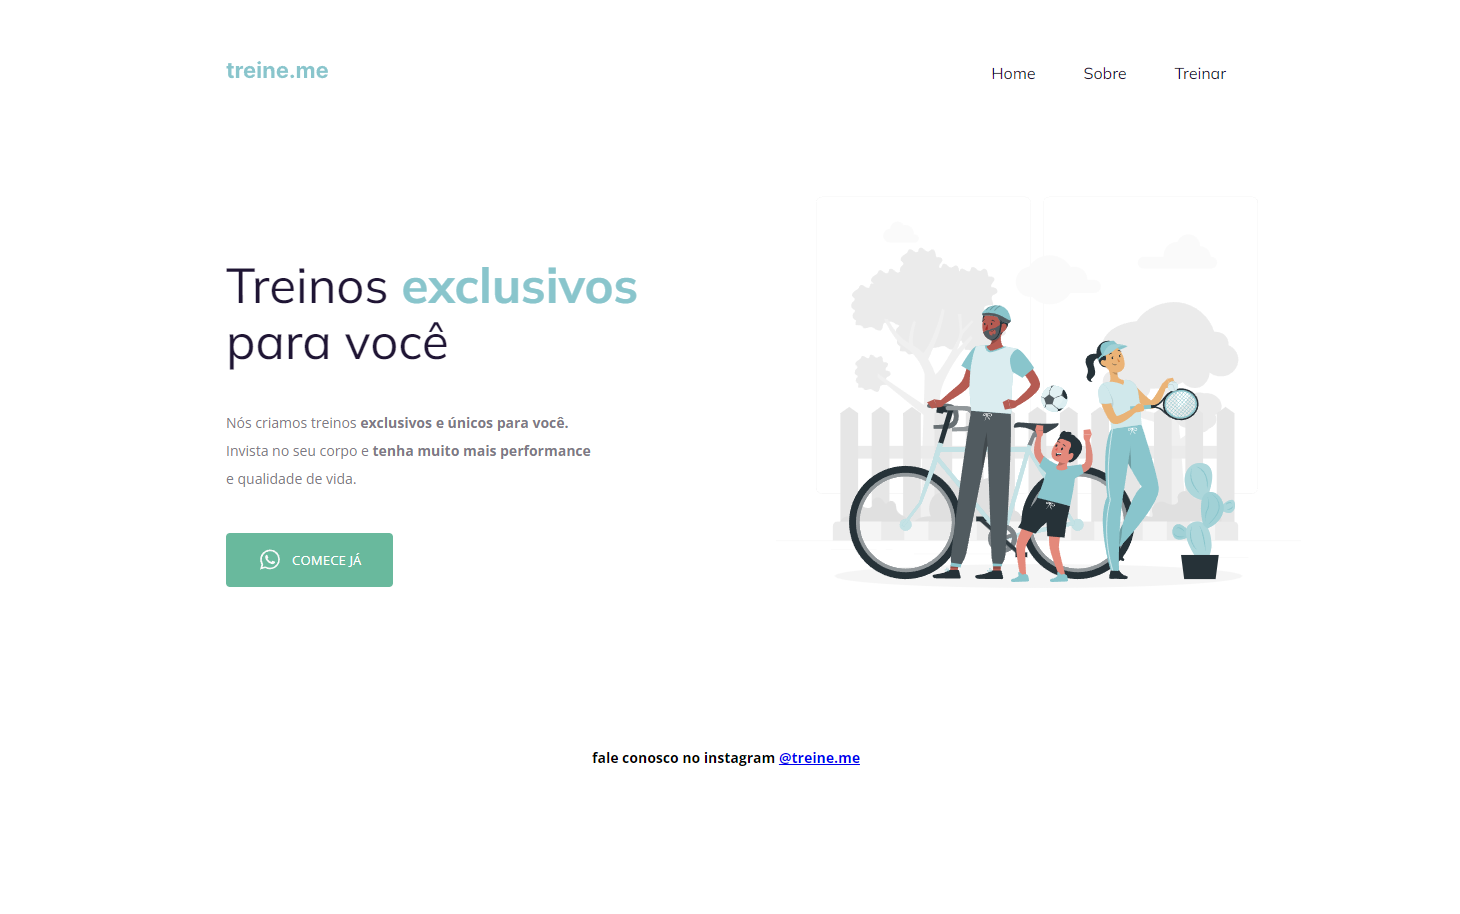 treine.me
Home
Sobre
Treinar
Treinos exclusivos
para você
Nós criamos treinos exclusivos e únicos para você.
Invista no seu corpo e tenha muito mais performance
e qualidade de vida.
COMECE JÁ
fale conosco no instagram @treine.me